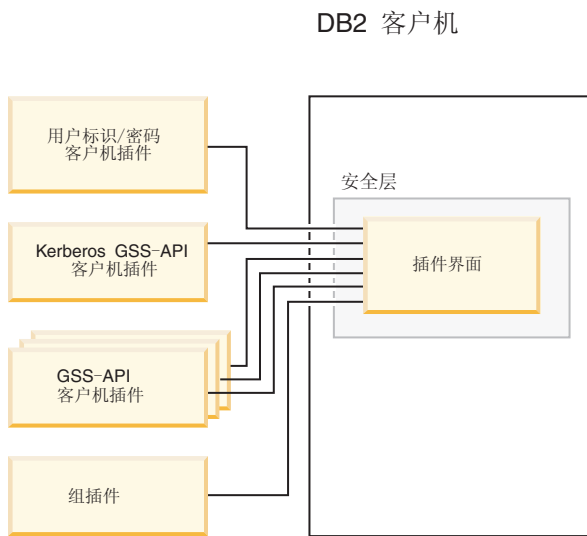 DB2 客户机
用户标识/密码
客户机插件
安全层
Kerberos GSS-API
客户机插件
插件界面
GSS-API
客户机插件
组插件